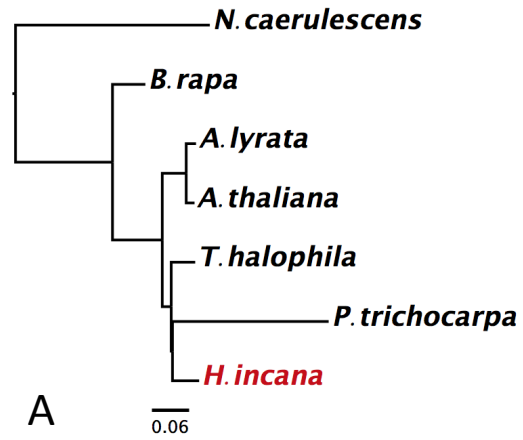 N. caerulescens
B. rapa
A. lyrata
A. thaliana
T. halophila
P. trichocarpa
H. incana
A
0.06